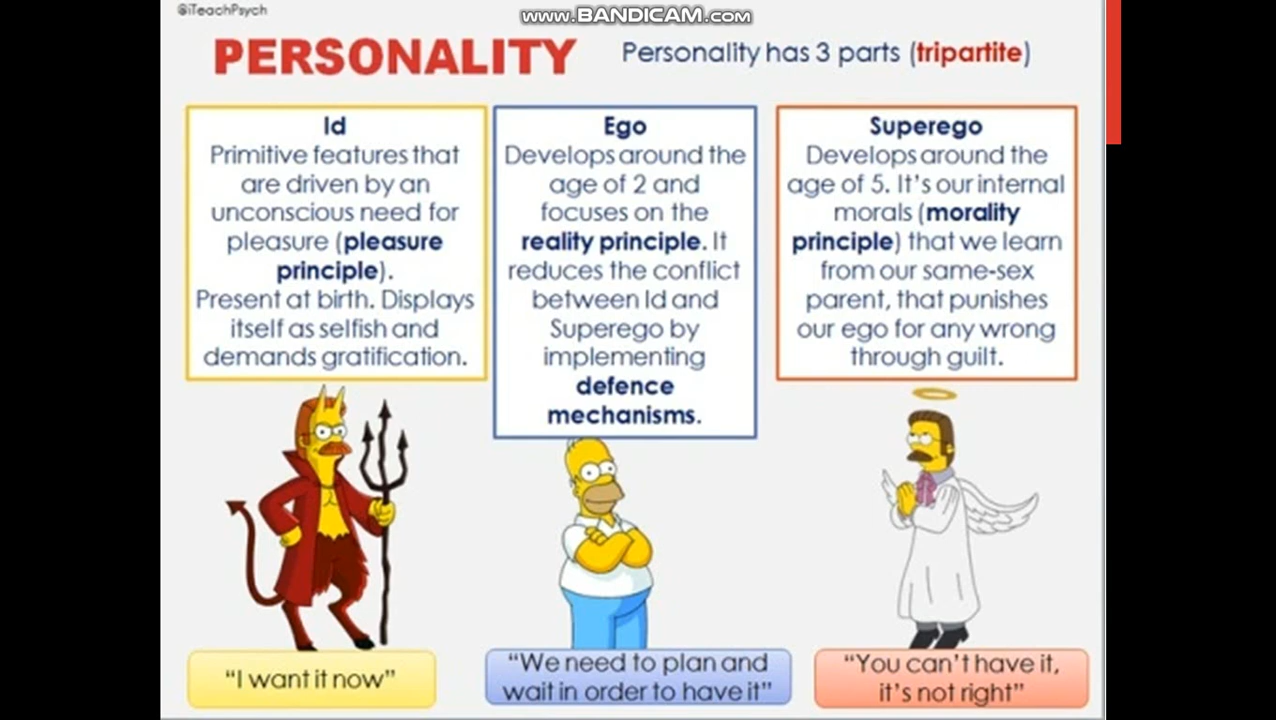 @iTeachPsych
www.BANDICAM.com
PERSONALITY
Personality has 3 parts (tripartite)
Id
Primitive features that
are driven by an
unconscious need for
pleasure (pleasure
principle).
Present at birth. Displays
itself as selfish and
demands gratification.
Ego
Develops around the
age of 2 and
focuses on the
reality principle. It
reduces the conflict
between Id and
Superego by
implementing
defence
mechanisms.
Superego
Develops around the
age of 5. It's our internal
morals (morality
principle) that we learn
from our same-sex
parent, that punishes
our ego for any wrong
through guilt.
“I want it now”
“We need to plan and
wait in order to have it”
“You can't have it,
it's not right”